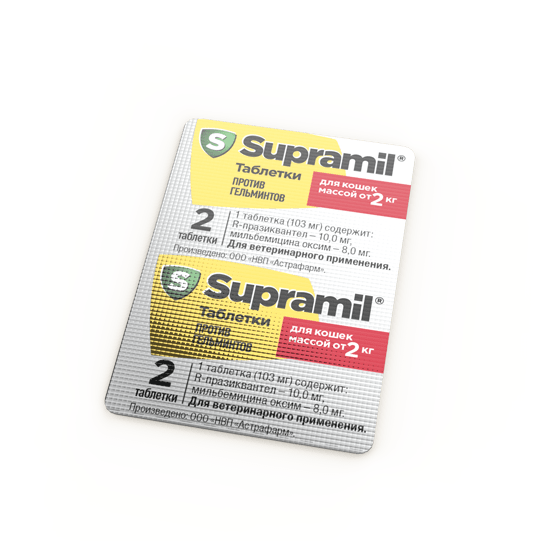 S Supramil®
Таблетки
ПРОТИВ
ГЕЛЬМИНТОВ
для кошек
массой от 2 кг
2
таблетки
1 таблетка (103 мг) содержит:
R-празиквантел – 10,0 мг,
мильбемицина оксим – 8,0 мг.
Для ветеринарного применения.
Произведено: ООО «НВП «Астрафарм».
S Supramil®
Таблетки
ПРОТИВ
ГЕЛЬМИНТОВ
для кошек
массой от 2 кг
2
таблетки
1 таблетка (103 мг) содержит:
R-празиквантел – 10,0 мг,
мильбемицина оксим – 8,0 мг.
Для ветеринарного применения.
Произведено: ООО «НВП «Астрафарм».